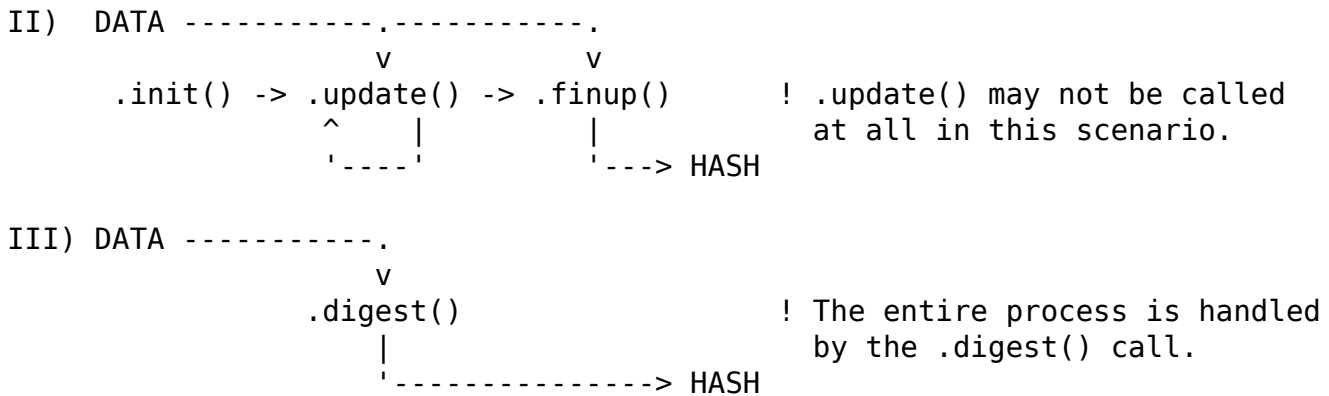 II)  DATA -----------.-----------.
                     v           v
      .init() -> .update() -> .finup()      ! .update() may not be called
                  ^    |         |            at all in this scenario.
                  '----'         '---> HASH

III) DATA -----------.
                     v
                 .digest()                  ! The entire process is handled
                     |                        by the .digest() call.
                     '---------------> HASH